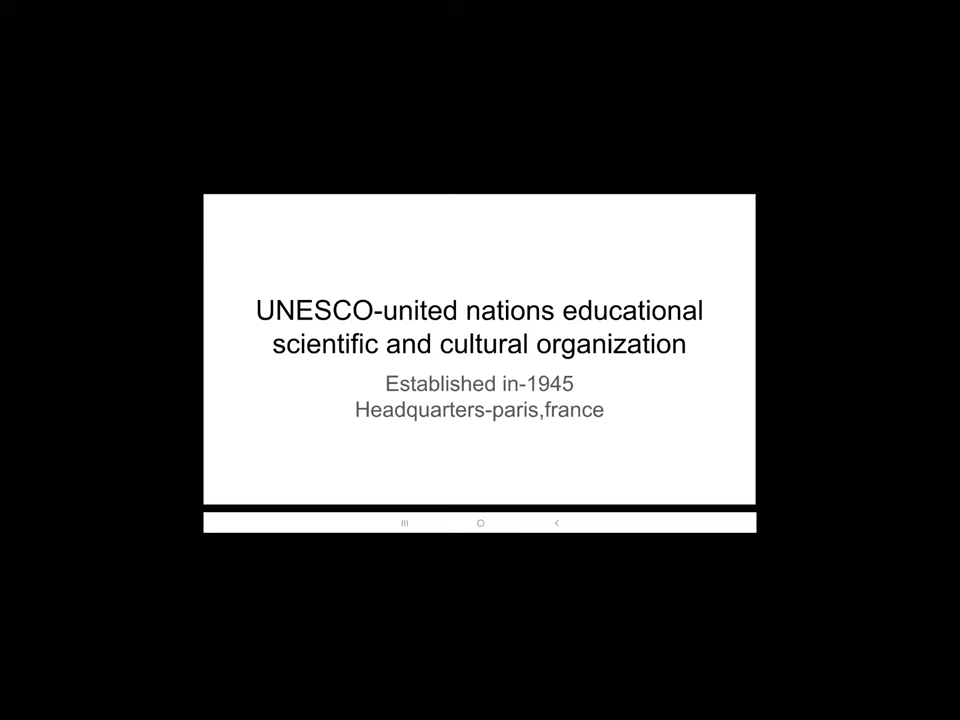 UNESCO-united nations educational
scientific and cultural organization
Established in-1945
Headquarters-paris,france